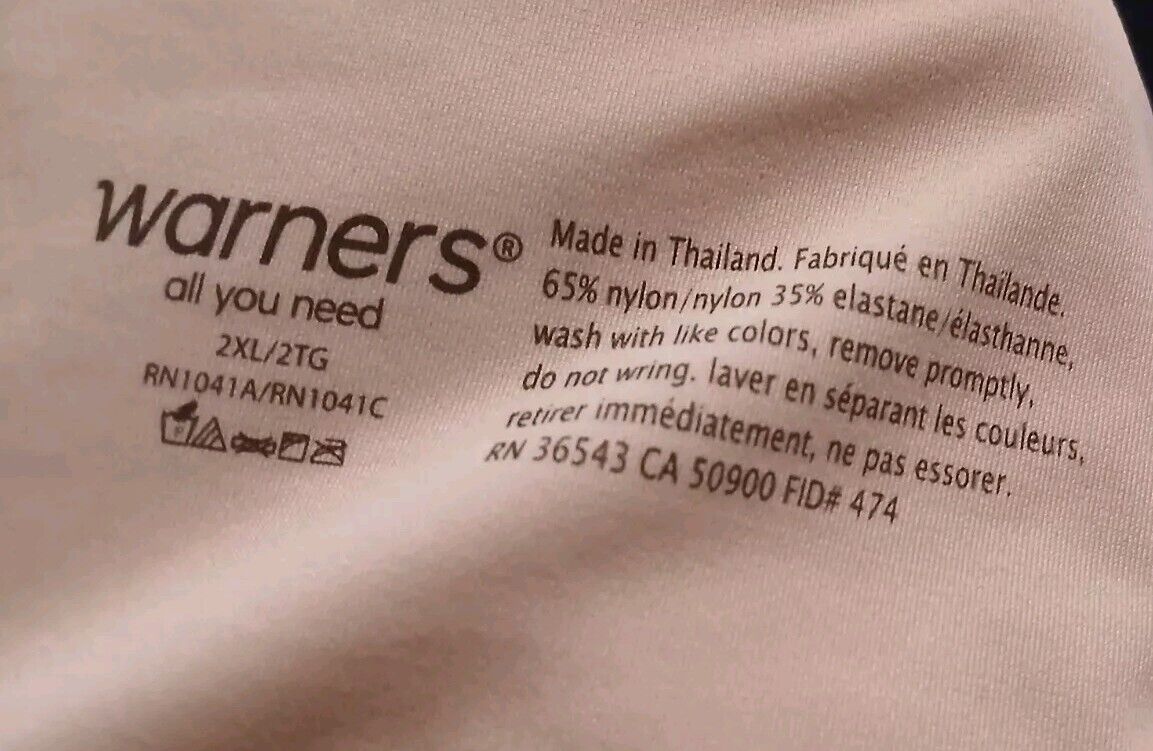 warners®
all you need
2XL/2TG
RN1041A/RN1041C
Made in Thailand. Fabriqué en Thaïlande.
65% nylon/nylon 35% elastane/élasthanne,
wash with like colors, remove promptly,
do not wring. laver en séparant les couleurs,
retirer immédiatement, ne pas essorer.
RN 36543 CA 50900 FID# 474